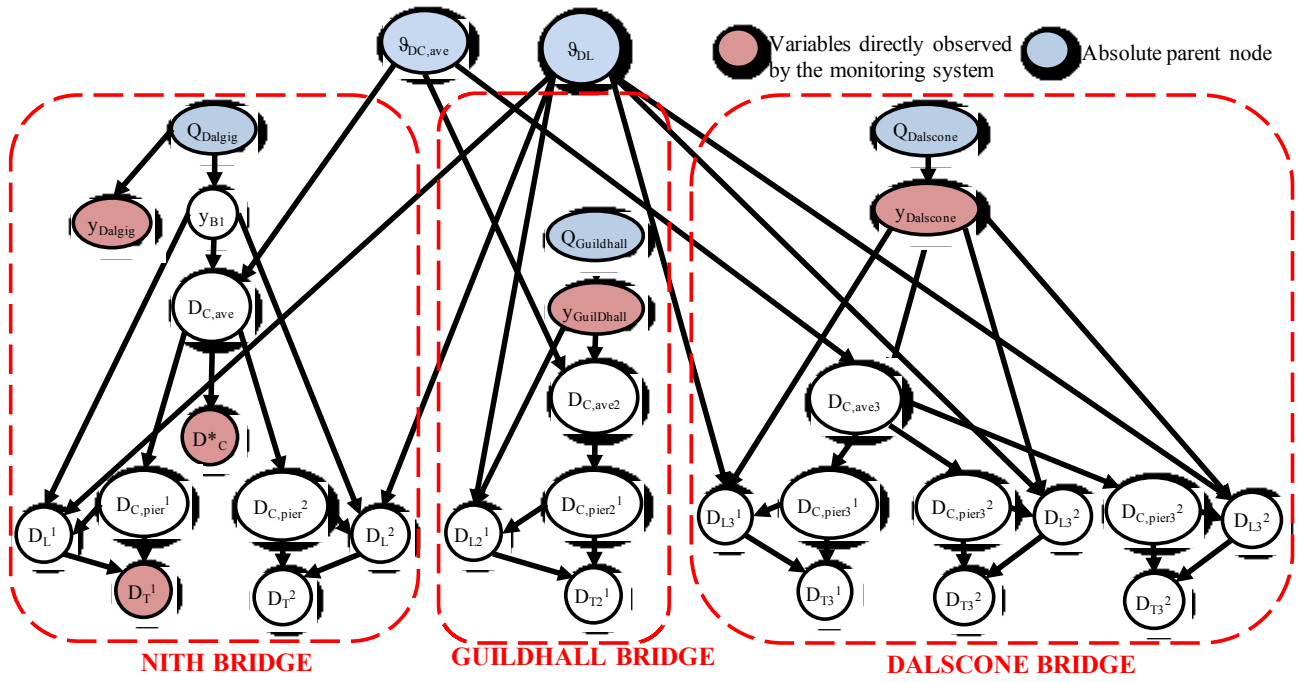 ϑDC,ave
ϑDL
Variables directly observed
by the monitoring system
Absolute parent node
QDalgig
QDalscone
yDalgig
yB1
yDalscone
QGuildhall
yGuilDhall
DC,ave
DC,ave2
DC,ave3
D*C
DC,pier¹
DC,pier²
DC,pier2¹
DC,pier3¹
DC,pier3²
DC,pier3²
DL¹
DL²
DL2¹
DL3¹
DL3²
DL3²
DT¹
DT²
DT2¹
DT3¹
DT3²
DT3²
NITH BRIDGE
GUILDHALL BRIDGE
DALSCONE BRIDGE